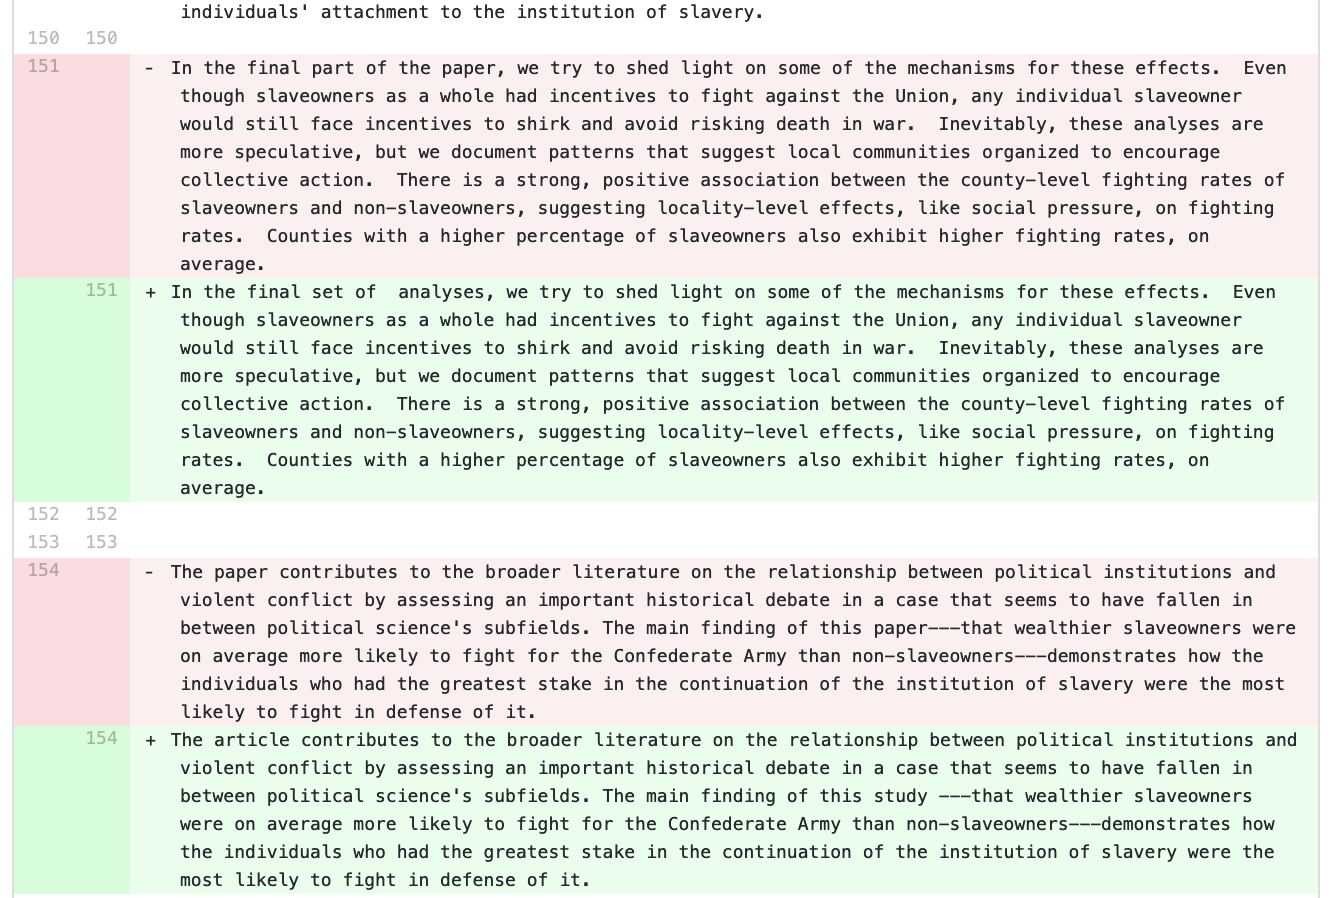 individuals' attachment to the institution of slavery.
150 150
151 - In the final part of the paper, we try to shed light on some of the mechanisms for these effects.  Even
though slaveowners as a whole had incentives to fight against the Union, any individual slaveowner
would still face incentives to shirk and avoid risking death in war.  Inevitably, these analyses are
more speculative, but we document patterns that suggest local communities organized to encourage
collective action.  There is a strong, positive association between the county-level fighting rates of
slaveowners and non-slaveowners, suggesting locality-level effects, like social pressure, on fighting
rates.  Counties with a higher percentage of slaveowners also exhibit higher fighting rates, on
average.
151 + In the final set of  analyses, we try to shed light on some of the mechanisms for these effects.  Even
though slaveowners as a whole had incentives to fight against the Union, any individual slaveowner
would still face incentives to shirk and avoid risking death in war.  Inevitably, these analyses are
more speculative, but we document patterns that suggest local communities organized to encourage
collective action.  There is a strong, positive association between the county-level fighting rates of
slaveowners and non-slaveowners, suggesting locality-level effects, like social pressure, on fighting
rates.  Counties with a higher percentage of slaveowners also exhibit higher fighting rates, on
average.
152 152
153 153
154 - The paper contributes to the broader literature on the relationship between political institutions and
violent conflict by assessing an important historical debate in a case that seems to have fallen in
between political science's subfields. The main finding of this paper---that wealthier slaveowners were
on average more likely to fight for the Confederate Army than non-slaveowners---demonstrates how the
individuals who had the greatest stake in the continuation of the institution of slavery were the most
likely to fight in defense of it.
154 + The article contributes to the broader literature on the relationship between political institutions and
violent conflict by assessing an important historical debate in a case that seems to have fallen in
between political science's subfields. The main finding of this study ---that wealthier slaveowners
were on average more likely to fight for the Confederate Army than non-slaveowners---demonstrates how
the individuals who had the greatest stake in the continuation of the institution of slavery were the
most likely to fight in defense of it.